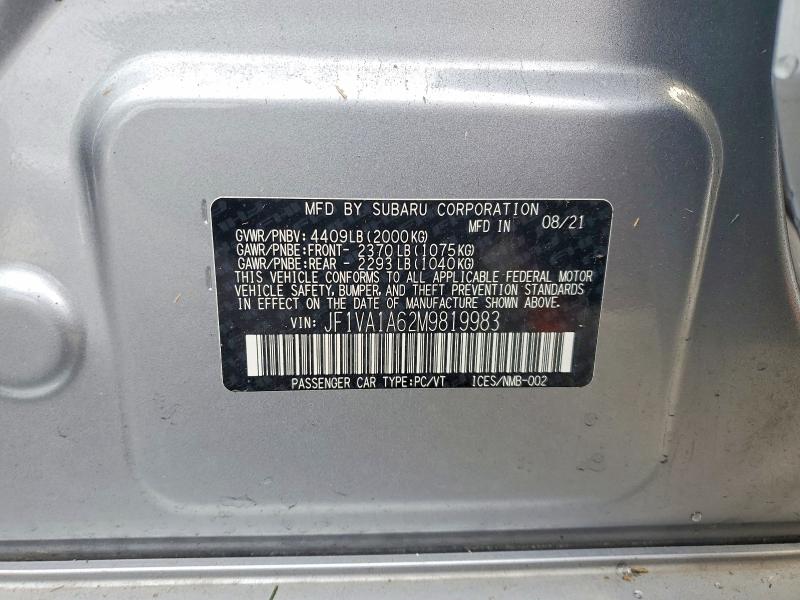 MFD BY SUBARU CORPORATION
MFD IN 08/21
GVWR/PNBV: 4409LB(2000KG)
GAWR/PNBE:FRONT- 2370LB(1075KG)
GAWR/PNBE:REAR - 2293LB(1040KG)
THIS VEHICLE CONFORMS TO ALL APPLICABLE FEDERAL MOTOR
VEHICLE SAFETY, BUMPER, AND THEFT PREVENTION STANDARDS
IN EFFECT ON THE DATE OF MANUFACTURE SHOWN ABOVE.
VIN: JF1VA1A62M9819983
PASSENGER CAR TYPE:PC/VT ICES/NMB-002